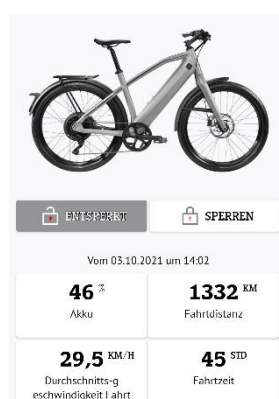 ENTSPERRT SPERREN
Vom 03.10.2021 um 14:02
46 % 1332 KM
Akku Fahrtdistanz
29,5 KM/H 45 STD
Durchschnitts-g Fahrtzeit
eschwindigkeit Fahrt